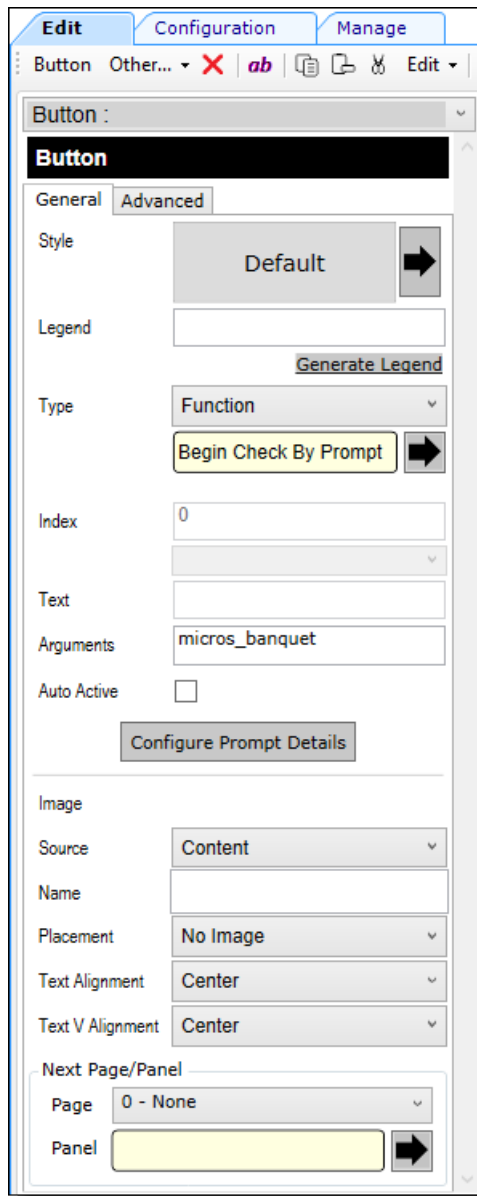 Edit Configuration Manage
Button Other... ab Edit
Button :
Button
General Advanced
Style Default
Legend
Generate Legend
Type Function
Begin Check By Prompt
Index 0
Text
Arguments micros_banquet
Auto Active
Configure Prompt Details
Image
Source Content
Name
Placement No Image
Text Alignment Center
Text V Alignment Center
Next Page/Panel
Page 0 - None
Panel